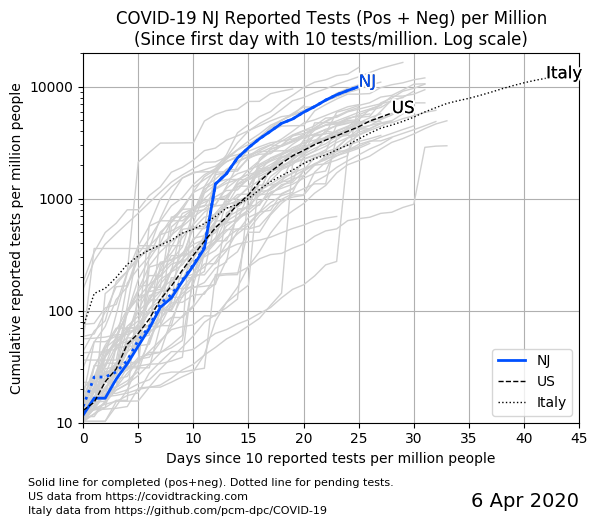 COVID-19 NJ Reported Tests (Pos + Neg) per Million
(Since first day with 10 tests/million. Log scale)
Cumulative reported tests per million people
10000
1000
100
10
NJ
US
Italy
NJ
US
Italy
0 5 10 15 20 25 30 35 40 45
Days since 10 reported tests per million people
Solid line for completed (pos+neg). Dotted line for pending tests.
US data from https://covidtracking.com
Italy data from https://github.com/pcm-dpc/COVID-19
6 Apr 2020